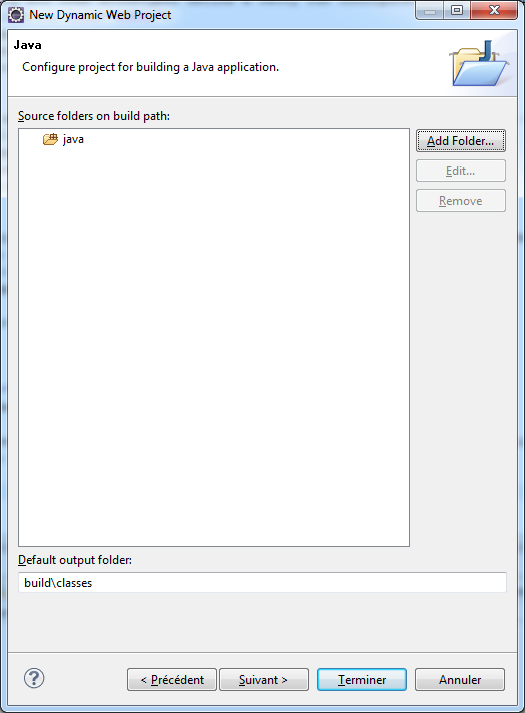 New Dynamic Web Project
Java
Configure project for building a Java application.
Source folders on build path:
java
Add Folder...
Edit...
Remove
Default output folder:
build\classes
< Précédent
Suivant >
Terminer
Annuler